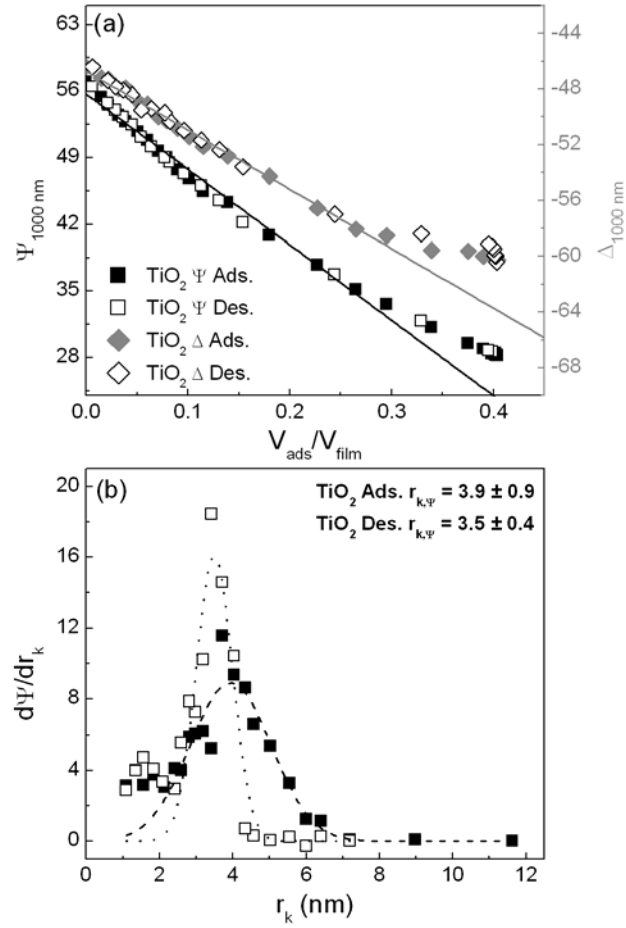 (a)
63
56
49
42
35
28
Ψ1000 nm
-44
-48
-52
-56
-60
-64
-68
Δ1000 nm
TiO2 Ψ Ads.
TiO2 Ψ Des.
TiO2 Δ Ads.
TiO2 Δ Des.
0.0 0.1 0.2 0.3 0.4
Vads/Vfilm
(b)
TiO2 Ads. rk,Ψ = 3.9 ± 0.9
TiO2 Des. rk,Ψ = 3.5 ± 0.4
20
16
12
8
4
0
dΨ/drk
0 2 4 6 8 10 12
rk (nm)